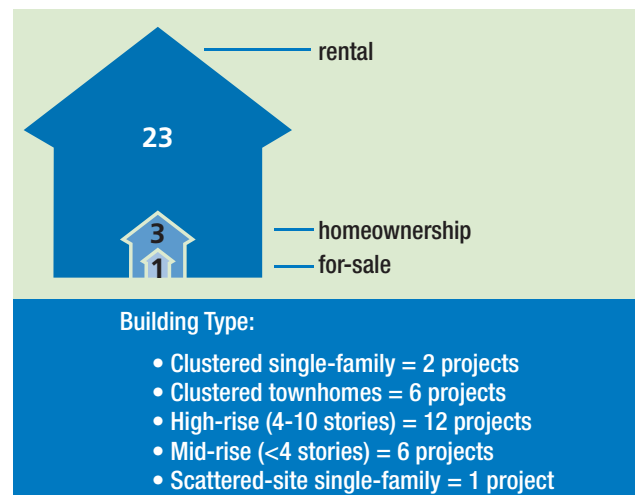 rental
23
3
homeownership
1
for-sale
Building Type:
• Clustered single-family = 2 projects
• Clustered townhomes = 6 projects
• High-rise (4-10 stories) = 12 projects
• Mid-rise (<4 stories) = 6 projects
• Scattered-site single-family = 1 project